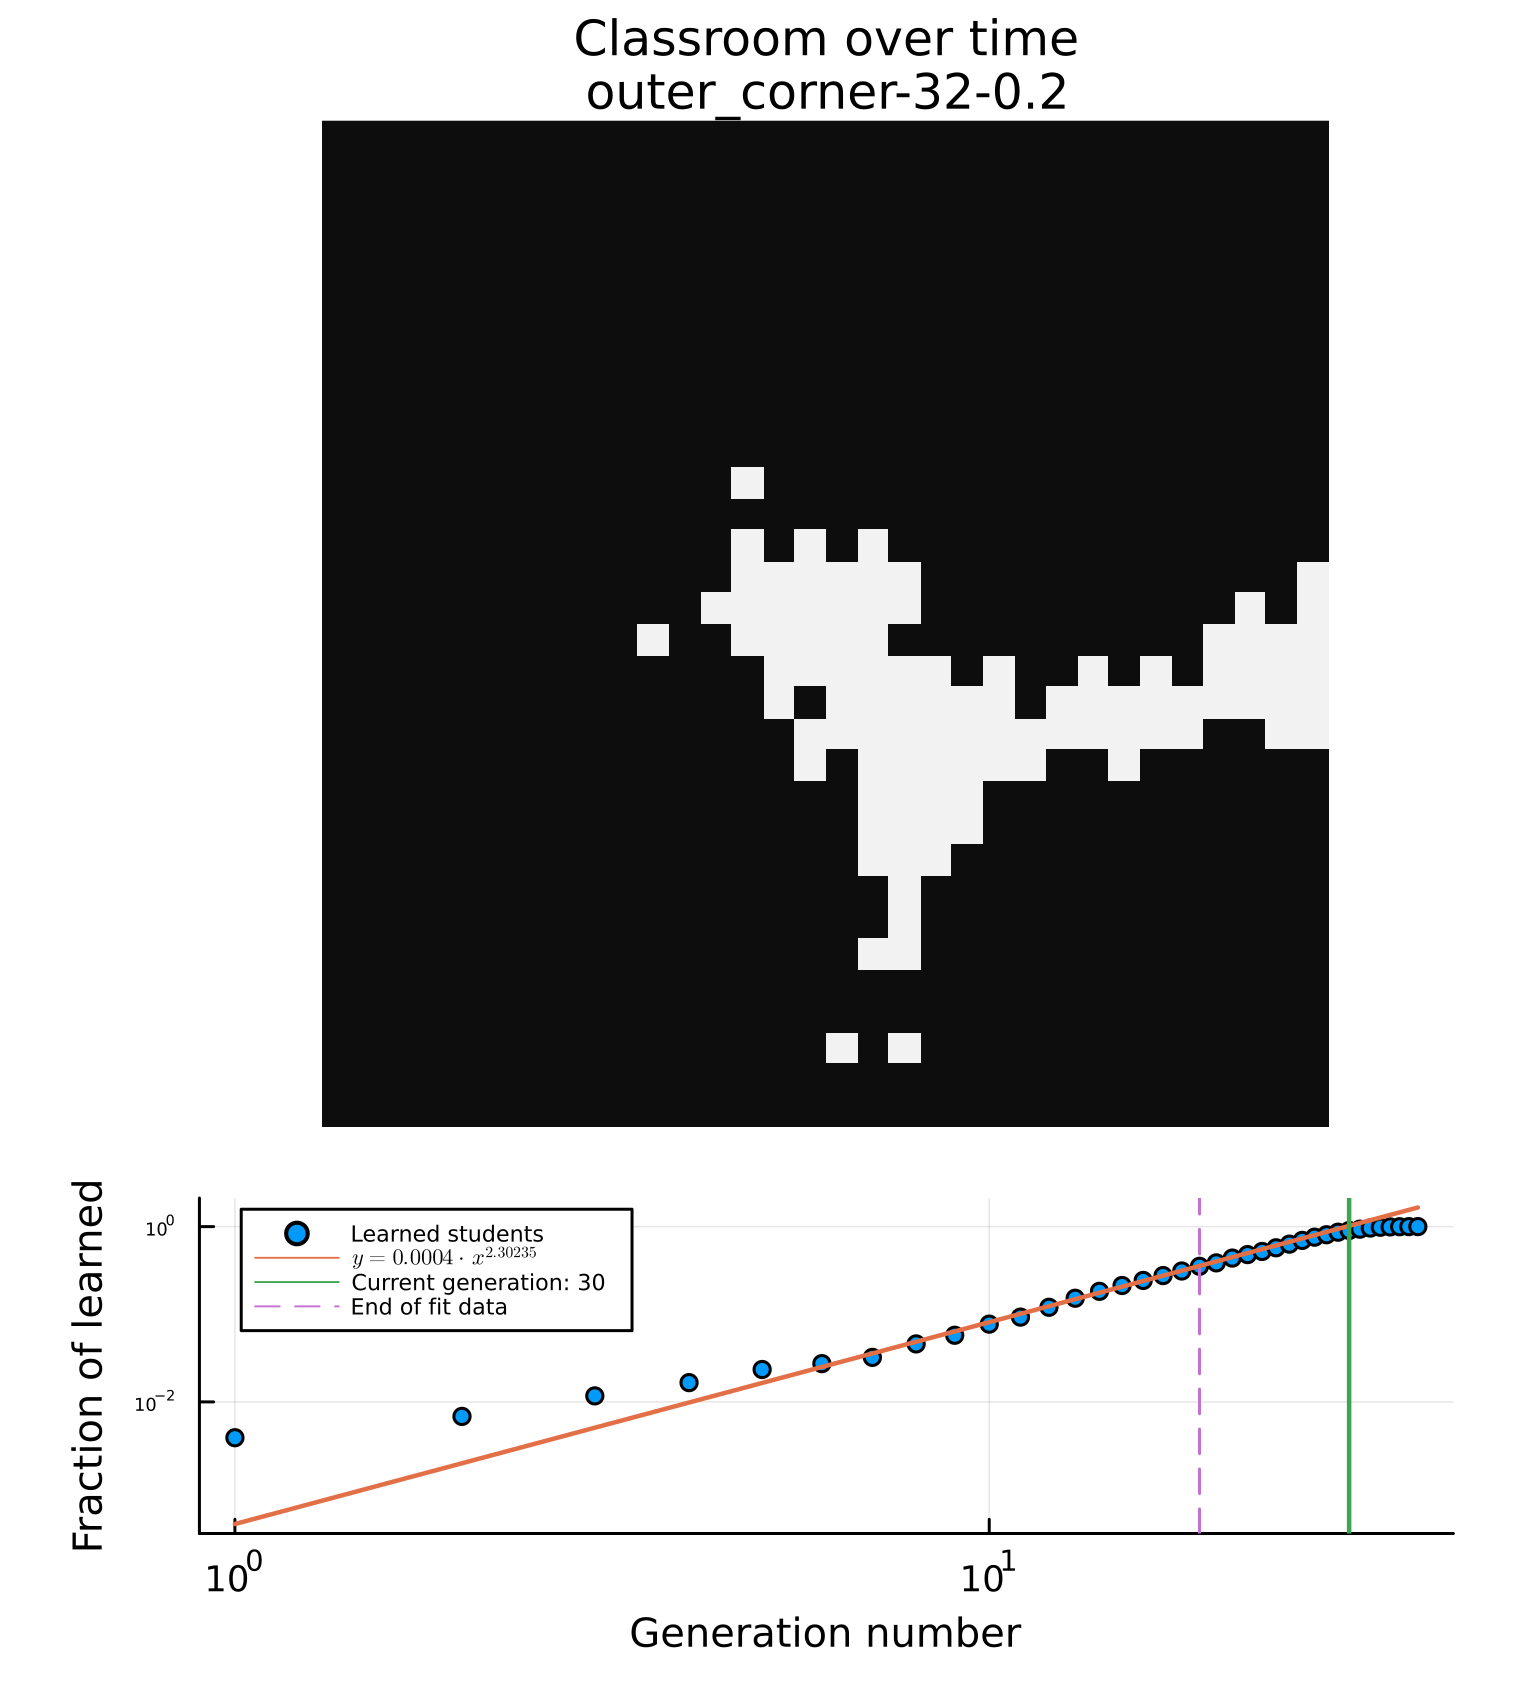 Classroom over time
outer_corner-32-0.2
Fraction of learned
10^0
10^-2
Learned students
y = 0.0004 · x^2.30235
Current generation: 30
End of fit data
10^0
10^1
Generation number